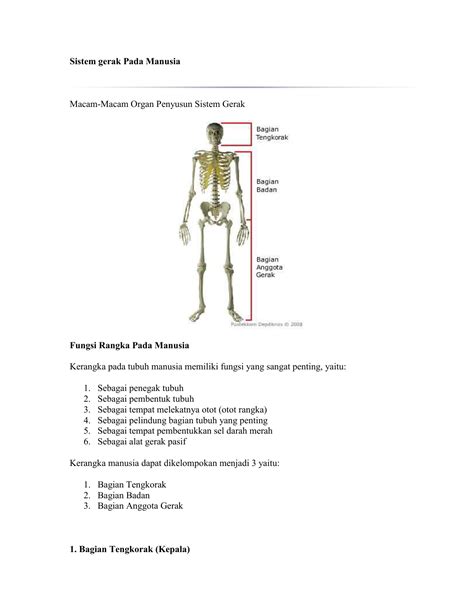 Sistem gerak Pada Manusia
Macam-Macam Organ Penyusun Sistem Gerak
Bagian
Tengkorak
Bagian
Badan
Bagian
Anggota
Gerak
Pustekkom Depdiknas © 2008
Fungsi Rangka Pada Manusia
Kerangka pada tubuh manusia memiliki fungsi yang sangat penting, yaitu:
1. Sebagai penegak tubuh
2. Sebagai pembentuk tubuh
3. Sebagai tempat melekatnya otot (otot rangka)
4. Sebagai pelindung bagian tubuh yang penting
5. Sebagai tempat pembentukkan sel darah merah
6. Sebagai alat gerak pasif
Kerangka manusia dapat dikelompokan menjadi 3 yaitu:
1. Bagian Tengkorak
2. Bagian Badan
3. Bagian Anggota Gerak
1. Bagian Tengkorak (Kepala)